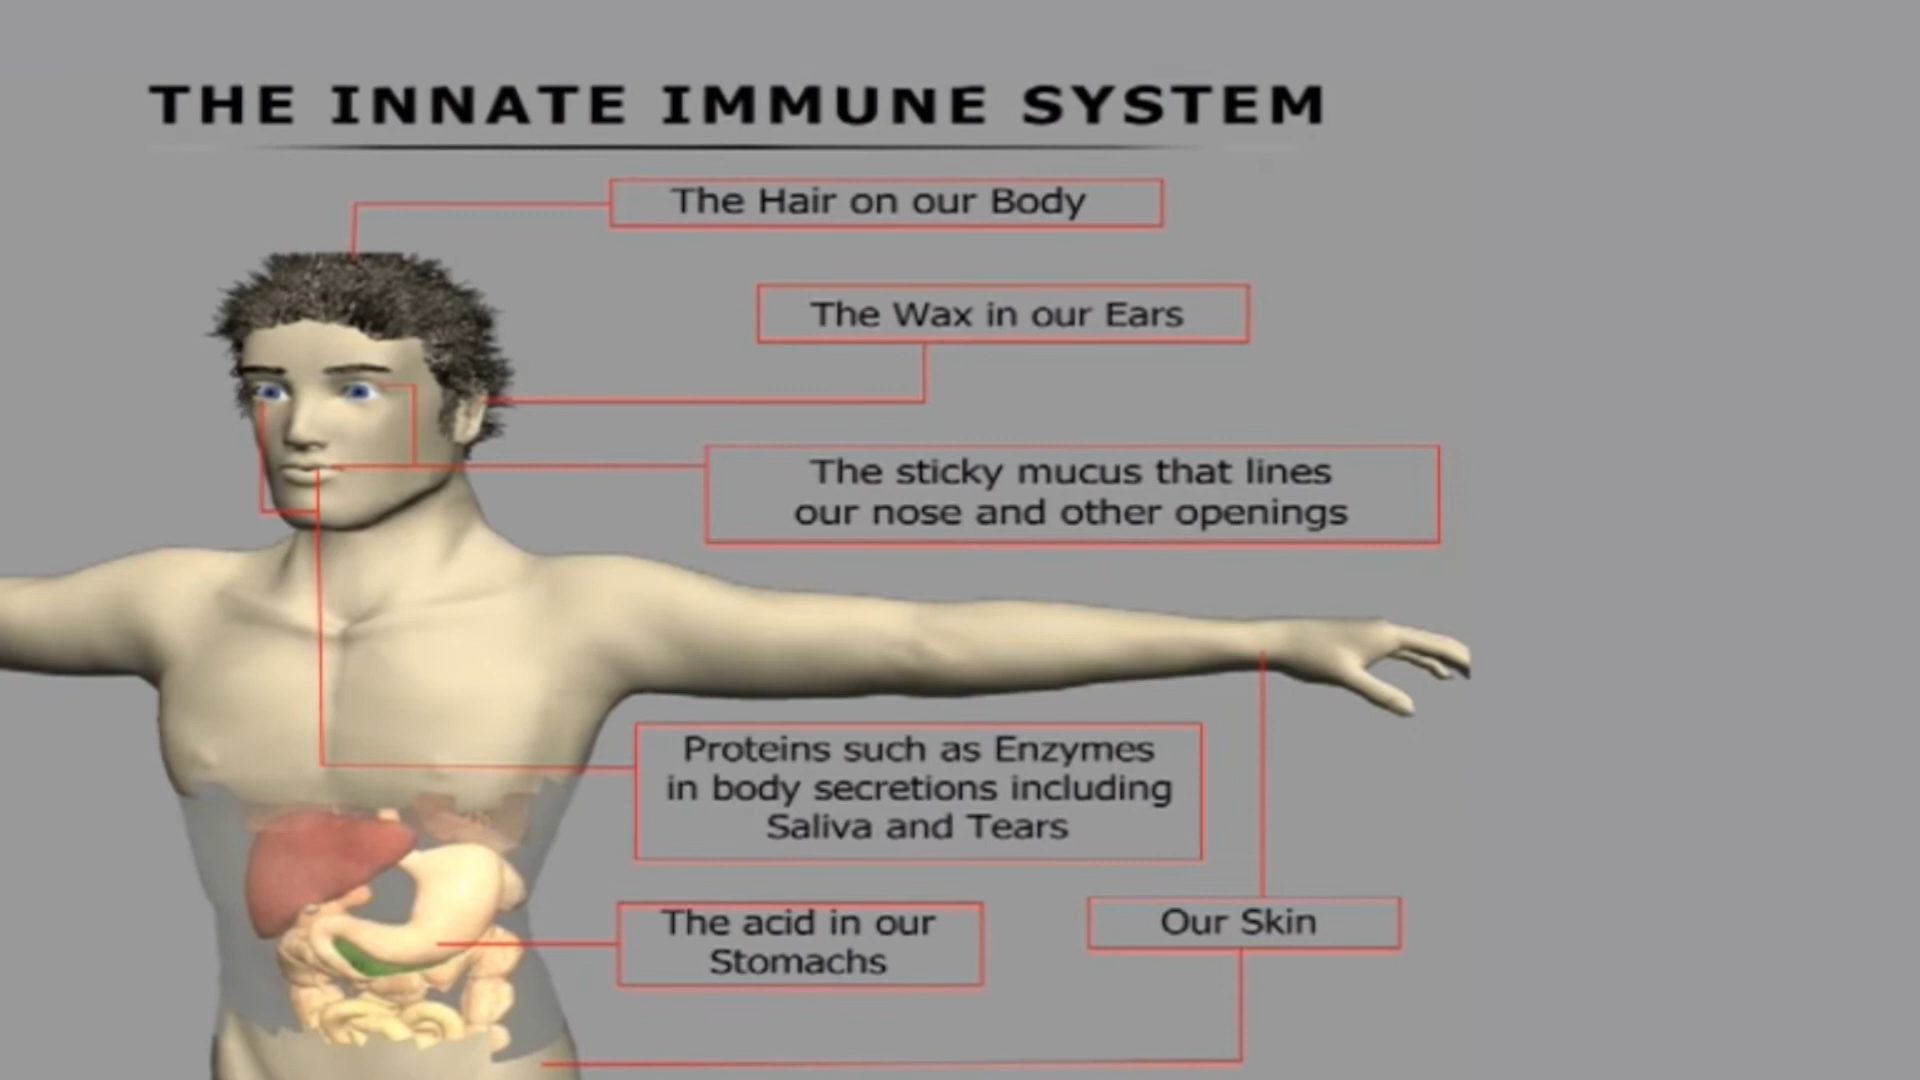 THE INNATE IMMUNE SYSTEM
The Hair on our Body
The Wax in our Ears
The sticky mucus that lines
our nose and other openings
Proteins such as Enzymes
in body secretions including
Saliva and Tears
The acid in our
Stomachs
Our Skin